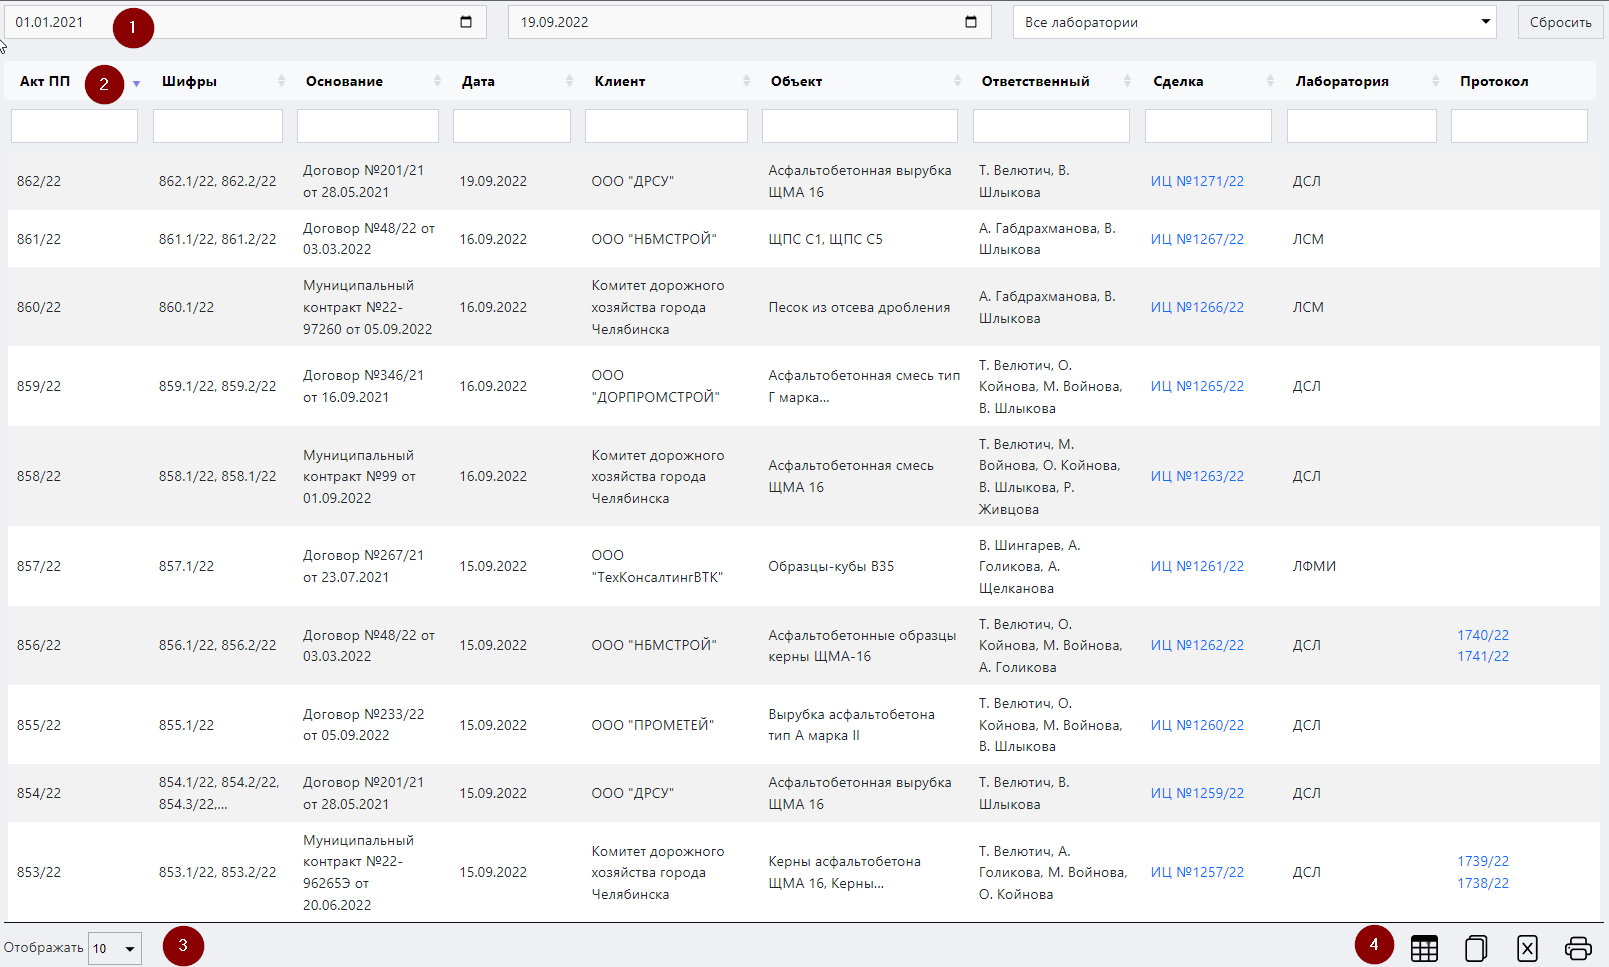 01.01.2021 1 19.09.2022 Все лаборатории Сбросить
Акт ПП 2 Шифры Основание Дата Клиент Объект Ответственный Сделка Лаборатория Протокол
862/22 862.1/22, 862.2/22 Договор №201/21 19.09.2022 ООО "ДРСУ" Асфальтобетонная вырубка Т. Велютич, В. ИЦ №1271/22 ДСЛ
от 28.05.2021 ЩМА 16 Шлыкова
861/22 861.1/22, 861.2/22 Договор №48/22 от 16.09.2022 ООО "НБМСТРОЙ" ЩПС С1, ЩПС С5 А. Габдрахманова, В. ИЦ №1267/22 ЛСМ
03.03.2022 Шлыкова
Муниципальный Комитет дорожного
860/22 860.1/22 контракт №22- 16.09.2022 хозяйства города Песок из отсева дробления А. Габдрахманова, В. ИЦ №1266/22 ЛСМ
97260 от 05.09.2022 Челябинска Шлыкова
Т. Велютич, О.
859/22 859.1/22, 859.2/22 Договор №346/21 16.09.2022 ООО Асфальтобетонная смесь тип Койнова, М. Войнова, ИЦ №1265/22 ДСЛ
от 16.09.2021 "ДОРПРОМСТРОЙ" Г марка... В. Шлыкова
Муниципальный Комитет дорожного Т. Велютич, М.
858/22 858.1/22, 858.1/22 контракт №99 от 16.09.2022 хозяйства города Асфальтобетонная смесь Войнова, О. Койнова, ИЦ №1263/22 ДСЛ
01.09.2022 Челябинска ЩМА 16 В. Шлыкова, Р.
Живцова
В. Шингарев, А.
857/22 857.1/22 Договор №267/21 15.09.2022 ООО Образцы-кубы В35 Голикова, А. ИЦ №1261/22 ЛФМИ
от 23.07.2021 "ТехКонсалтингВТК" Щелканова
Т. Велютич, О. 1740/22
856/22 856.1/22, 856.2/22 Договор №48/22 от 15.09.2022 ООО "НБМСТРОЙ" Асфальтобетонные образцы Койнова, М. Войнова, ИЦ №1262/22 ДСЛ
03.03.2022 керны ЩМА-16 А. Голикова 1741/22
Т. Велютич, О.
855/22 855.1/22 Договор №233/22 15.09.2022 ООО "ПРОМЕТЕЙ" Вырубка асфальтобетона Койнова, М. Войнова, ИЦ №1260/22 ДСЛ
от 05.09.2022 тип А марка II В. Шлыкова
854/22 854.1/22, 854.2/22, Договор №201/21 15.09.2022 ООО "ДРСУ" Асфальтобетонная вырубка Т. Велютич, В. ИЦ №1259/22 ДСЛ
854.3/22,... от 28.05.2021 ЩМА 16 Шлыкова
Муниципальный
контракт №22- Комитет дорожного Керны асфальтобетона Т. Велютич, А. 1739/22
853/22 853.1/22, 853.2/22 96265Э от 15.09.2022 хозяйства города ЩМА 16, Керны... Голикова, М. Войнова, ИЦ №1257/22 ДСЛ 1738/22
20.06.2022 Челябинска О. Койнова
Отображать 10 3 4